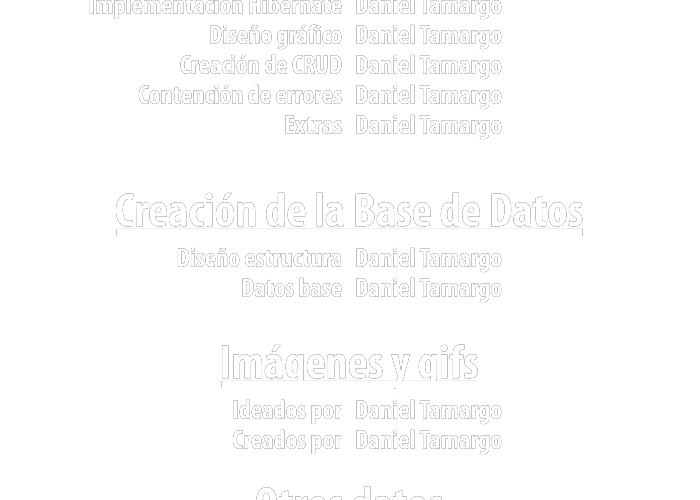 Implementación Hibernate Daniel Tamargo
Diseño gráfico Daniel Tamargo
Creación de CRUD Daniel Tamargo
Contención de errores Daniel Tamargo
Extras Daniel Tamargo
Creación de la Base de Datos
Diseño estructura Daniel Tamargo
Datos base Daniel Tamargo
Imágenes y gifs
Ideados por Daniel Tamargo
Creados por Daniel Tamargo
Otros datos